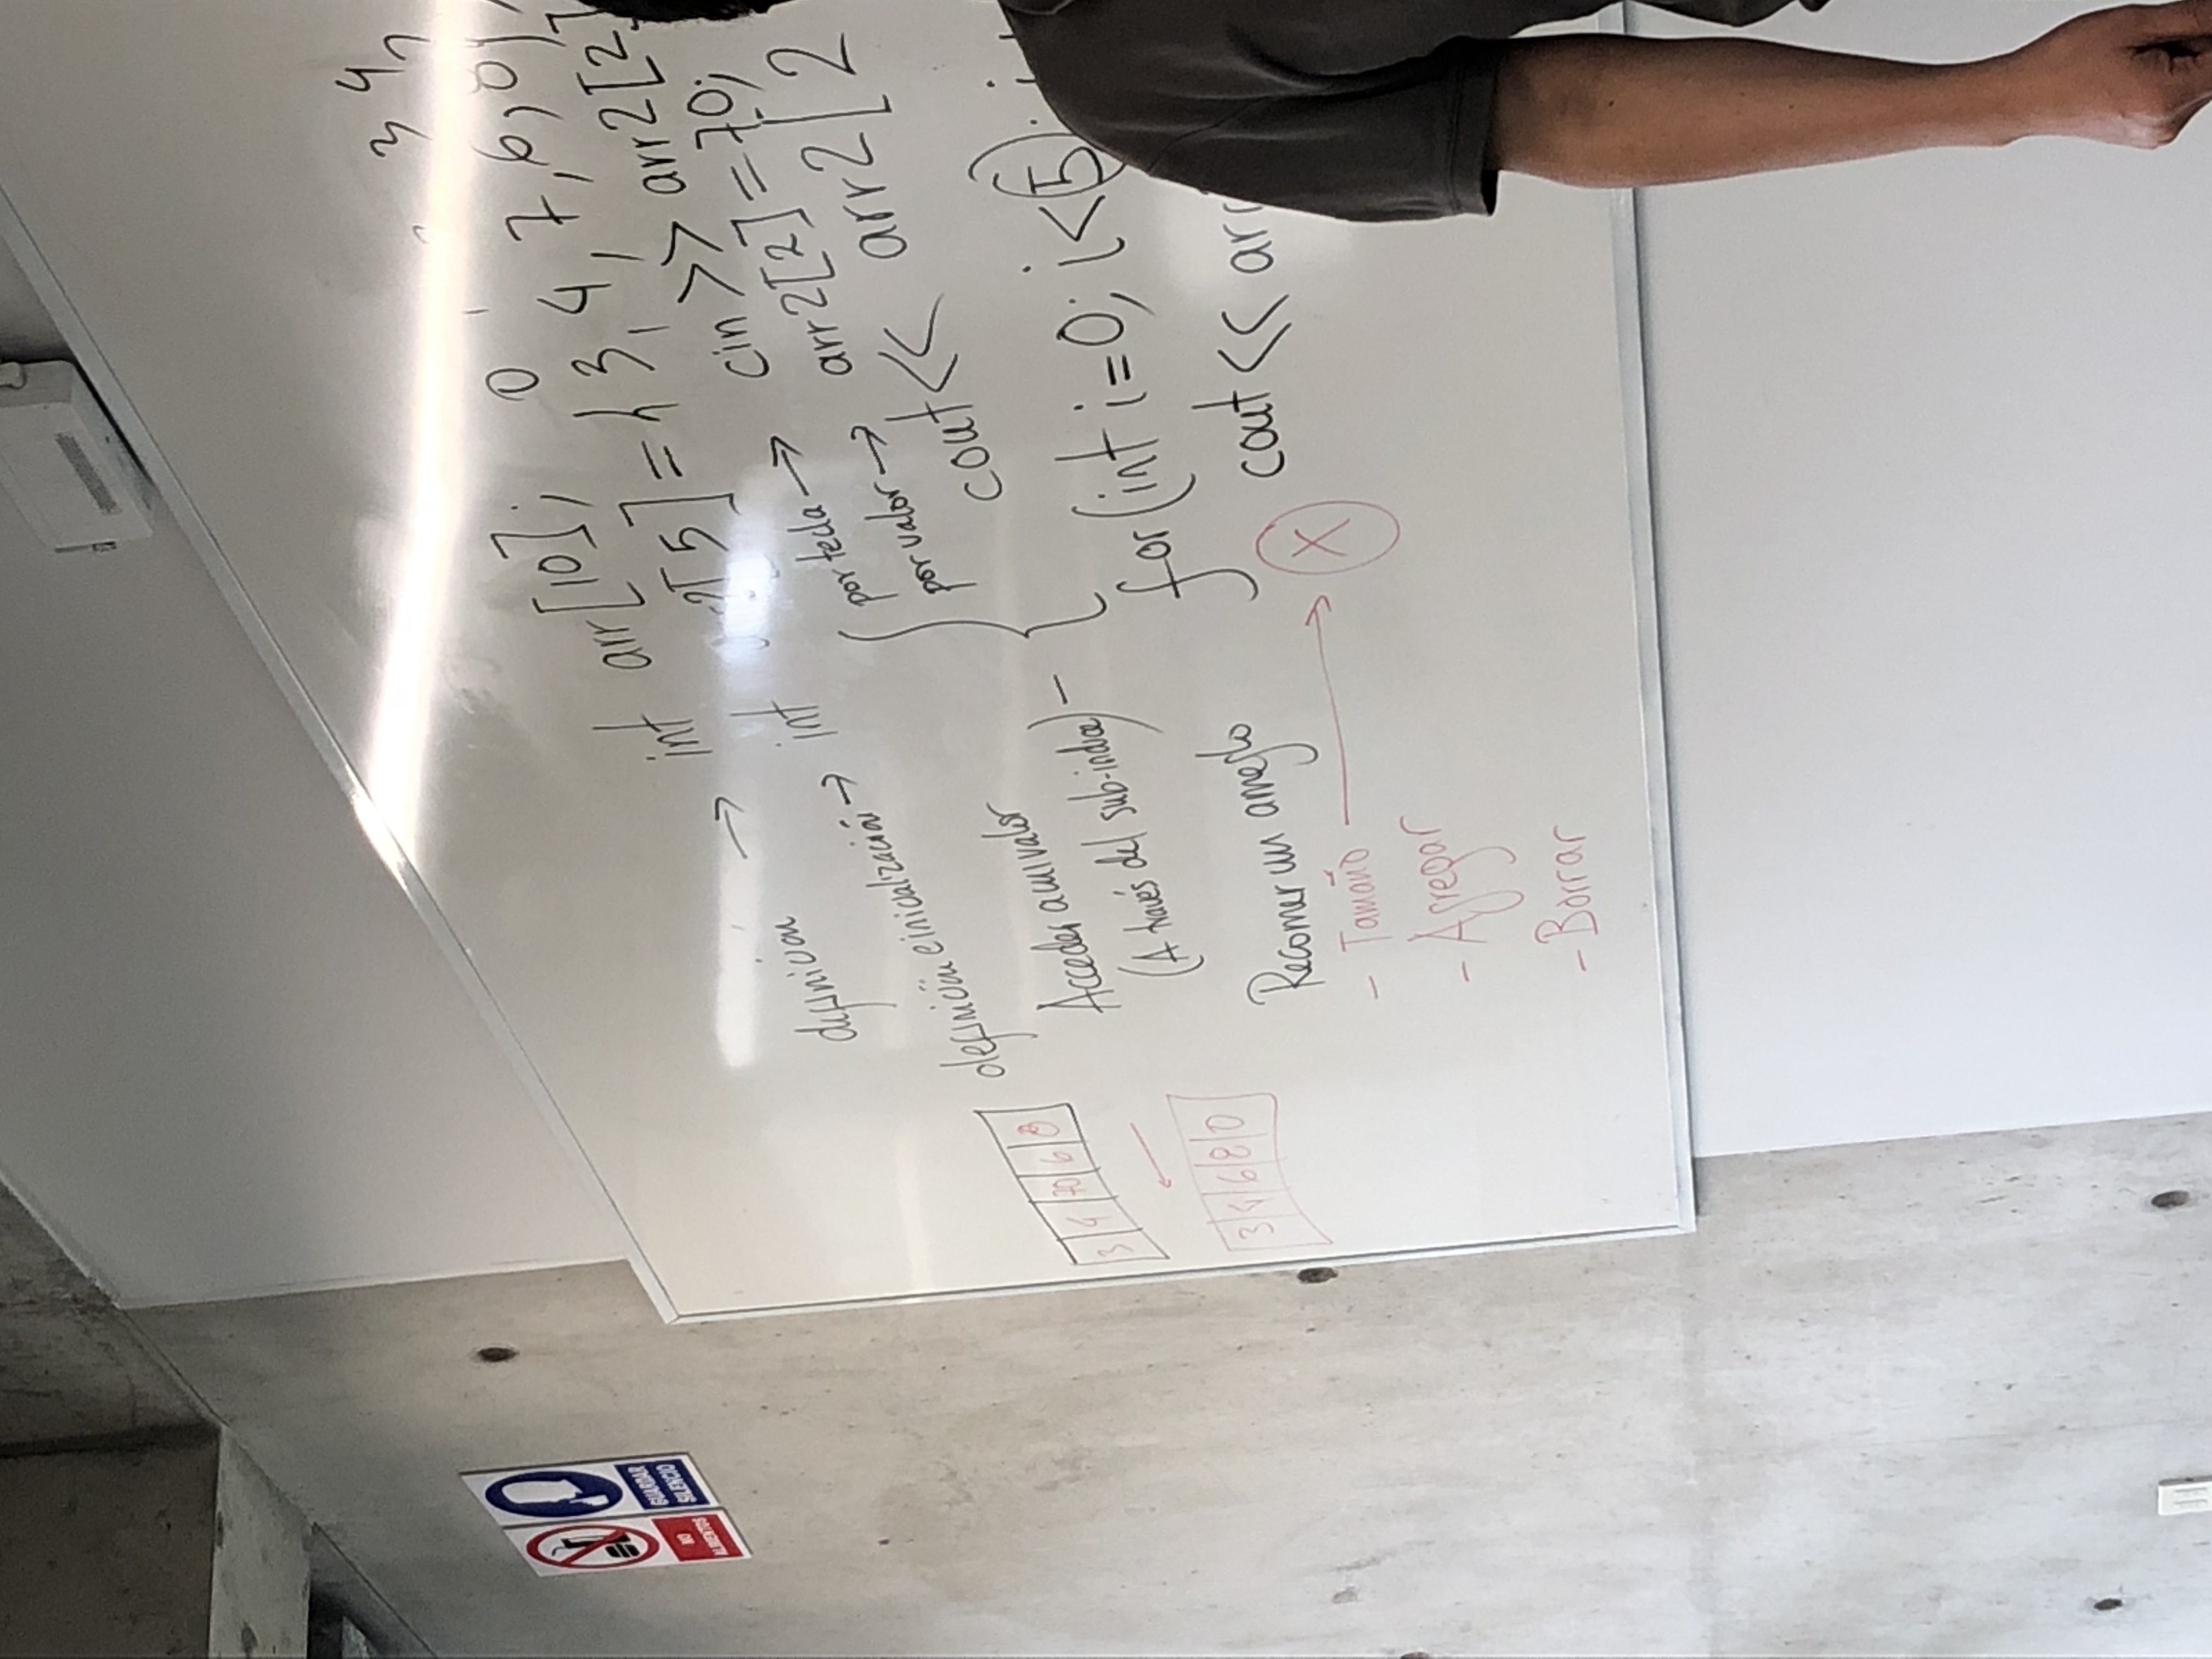 NO ALIMENTOS
GUARDAR SILENCIO
3 4
0
definición → int arr[10];
definición e inicialización → int 2[5] = {3, 4, 7, 6, 8}
por tecla → cin >> arr2[2]
por valor → arr2[2] = 70;
cout << arr2[2
Acceder a un valor
(A través del sub-indice) -
for(int i=0; i<5; i
Recorrer un arreglo
cout << arr
3 4 70 6 8
3 4 6 8 0
- Tamaño → X
- Agregar
- Borrar